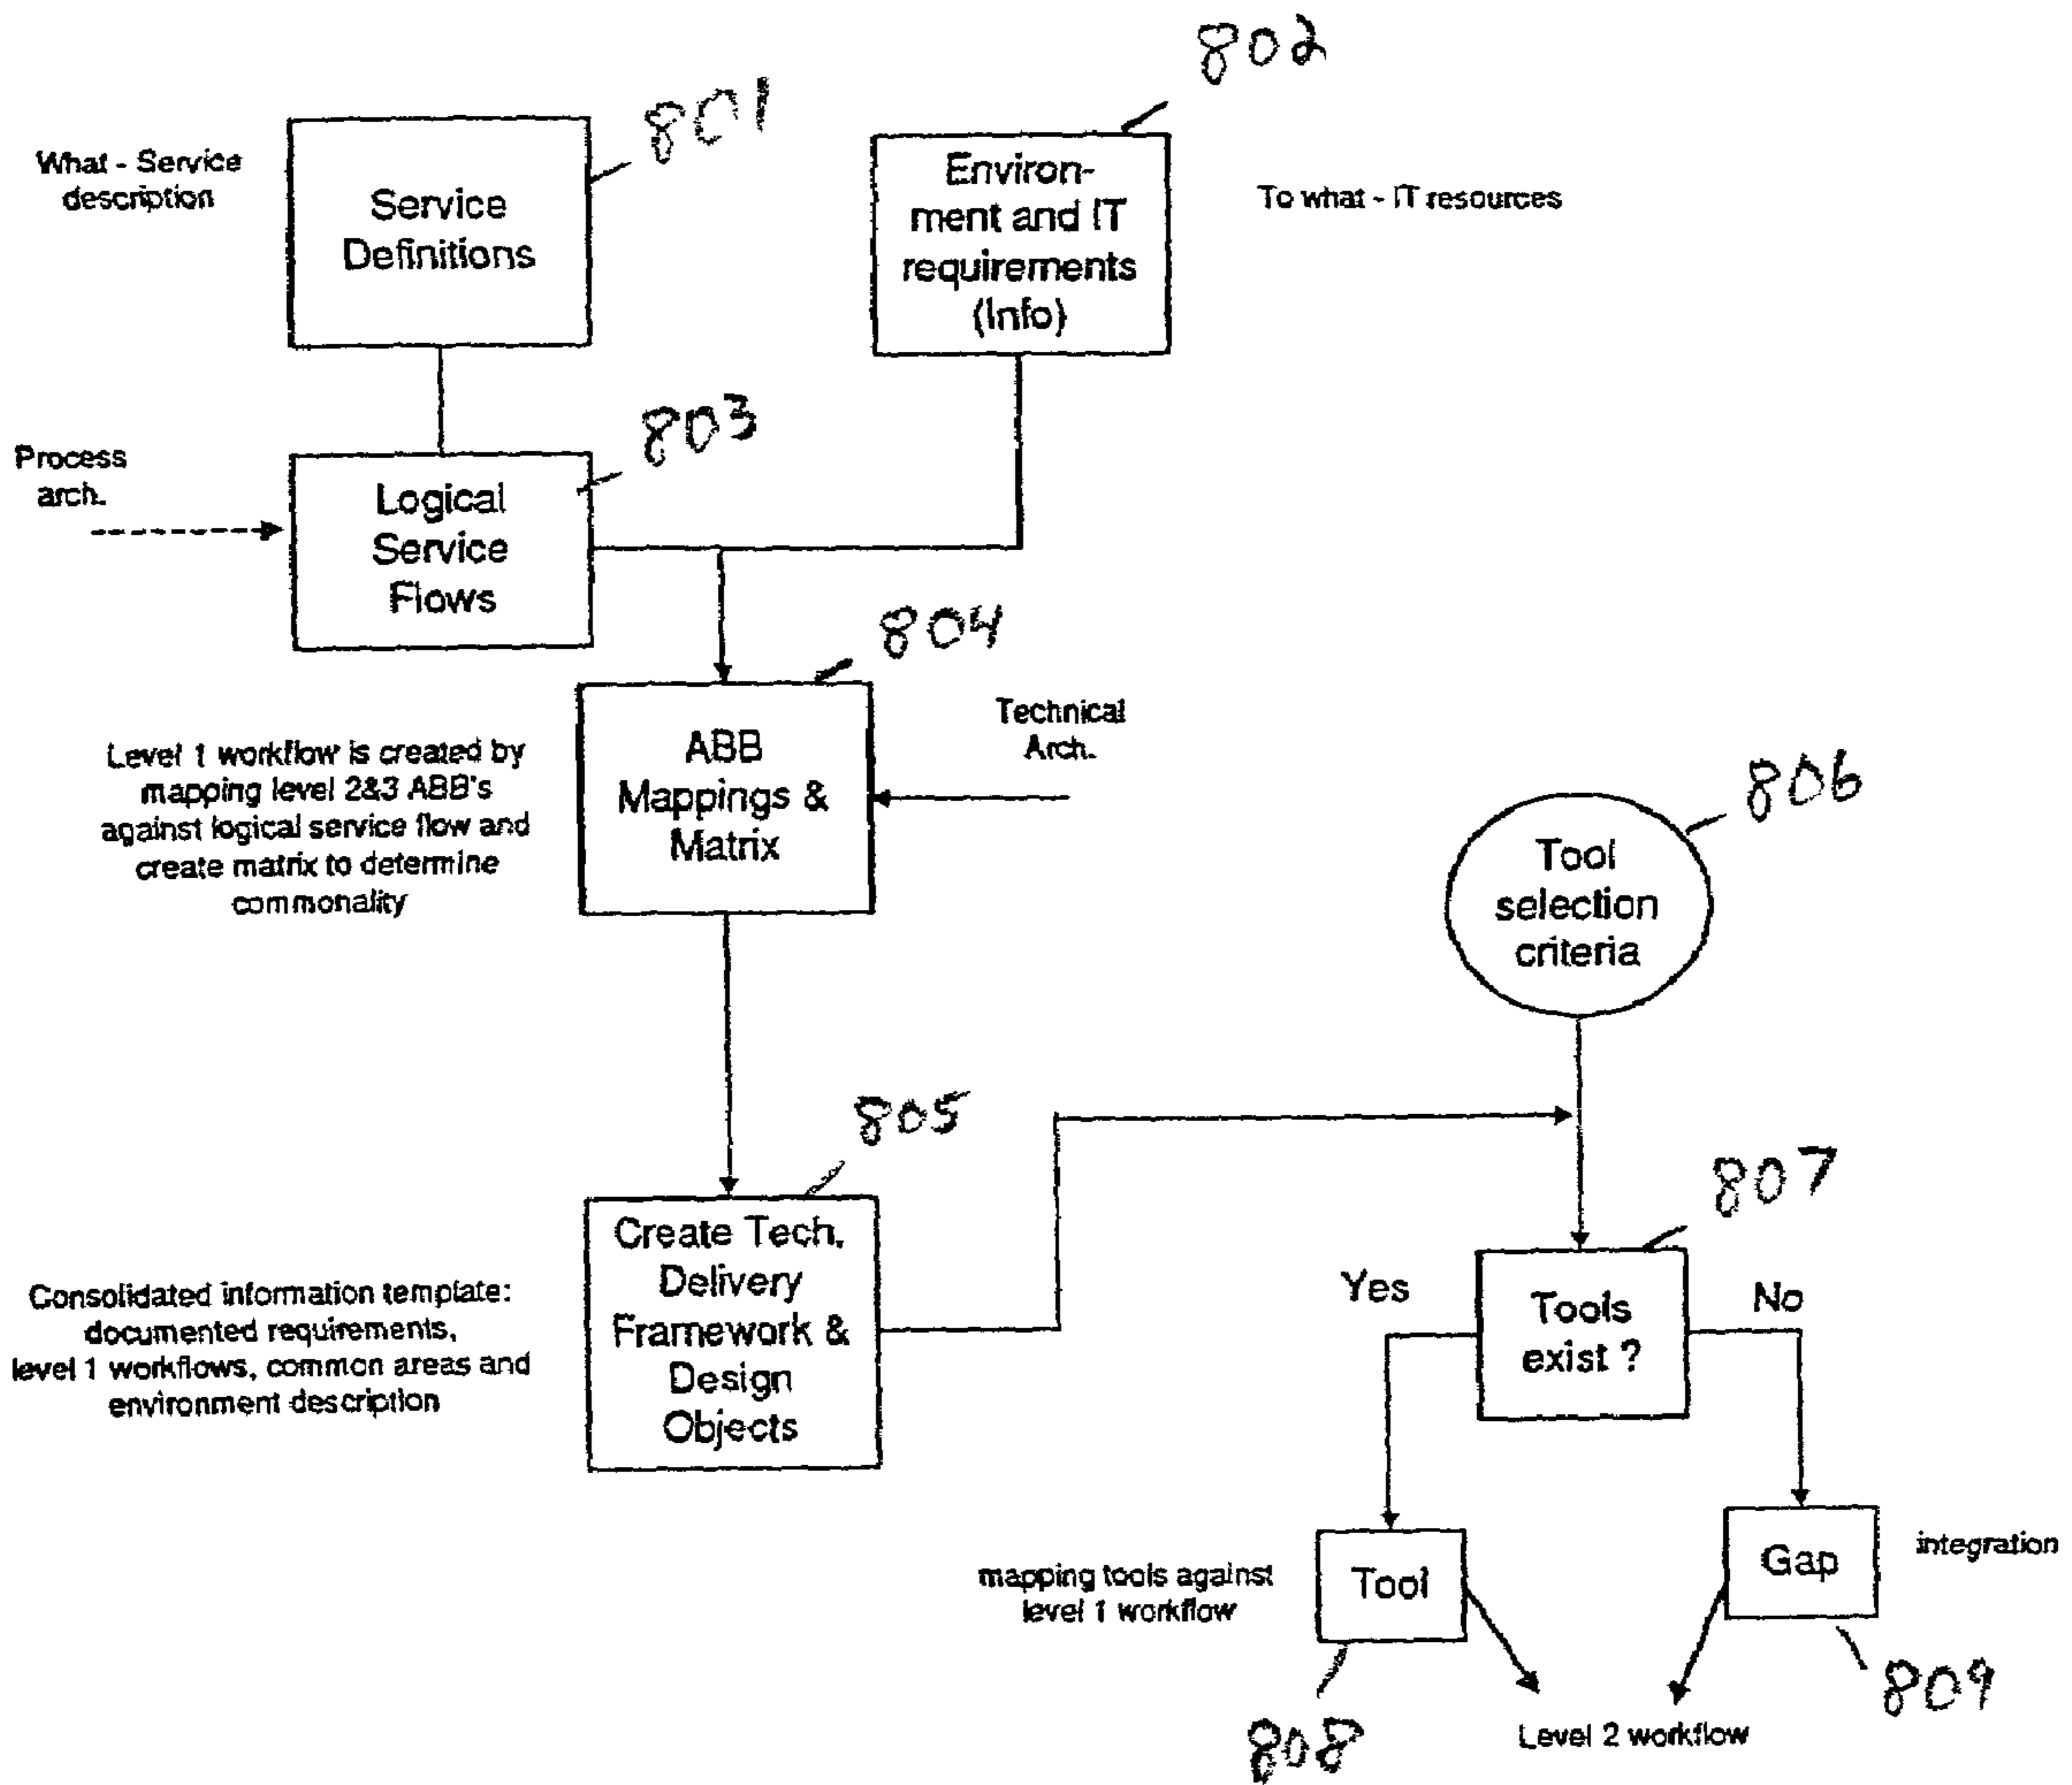 802
801
What - Service
description
Service
Definitions
Environ-
ment and IT
requirements
(Info)
To what - IT resources
803
Process
arch.
Logical
Service
Flows
804
Level 1 workflow is created by
mapping level 2&3 ABB's
against logical service flow and
create matrix to determine
commonality
ABB
Mappings &
Matrix
Technical
Arch.
806
Tool
selection
criteria
805
807
Consolidated information template:
documented requirements,
level 1 workflows, common areas and
environment description
Create Tech.
Delivery
Framework &
Design
Objects
Yes
Tools
exist ?
No
mapping tools against
level 1 workflow
Tool
Gap
integration
808
809
Level 2 workflow